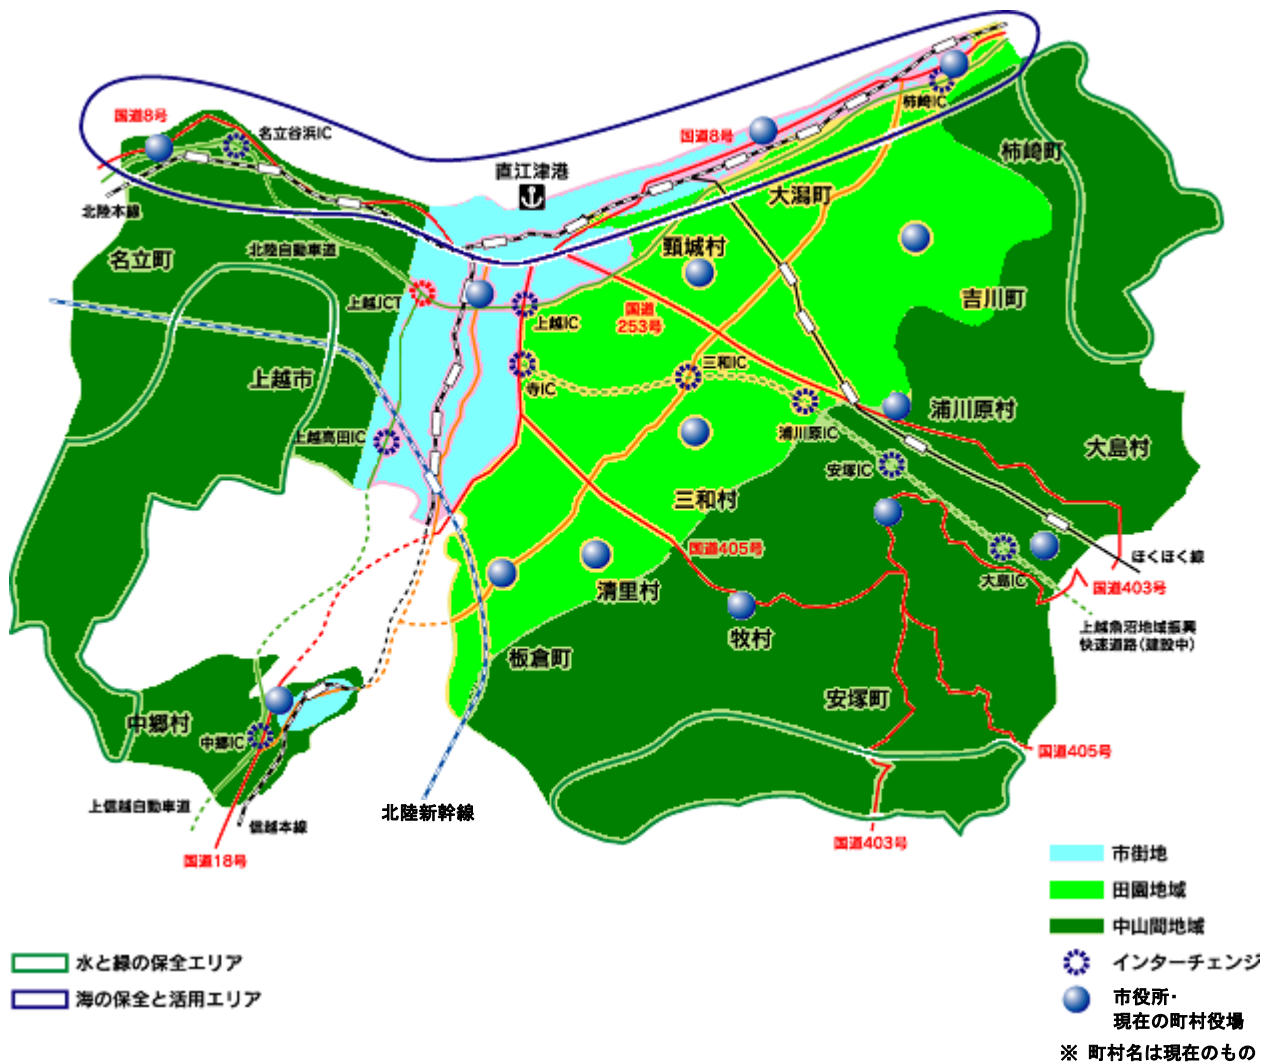 国道8号
名立谷浜IC
北陸本線
名立町
北陸自動車道
直江津港
国道8号
柿崎IC
柿崎町
大潟町
頸城村
吉川町
上越JCT
上越IC
国道
253号
上越市
寺IC
三和IC
上越高田IC
浦川原IC
浦川原村
安塚IC
大島村
三和村
国道405号
ほくほく線
大島IC
国道403号
清里村
上越魚沼地域振興
快速道路(建設中)
牧村
板倉町
安塚町
中郷村
中郷IC
国道405号
上信越自動車道
信越本線
北陸新幹線
国道18号
国道403号
市街地
田園地域
中山間地域
インターチェンジ
市役所・
現在の町村役場
※ 町村名は現在のもの
水と緑の保全エリア
海の保全と活用エリア